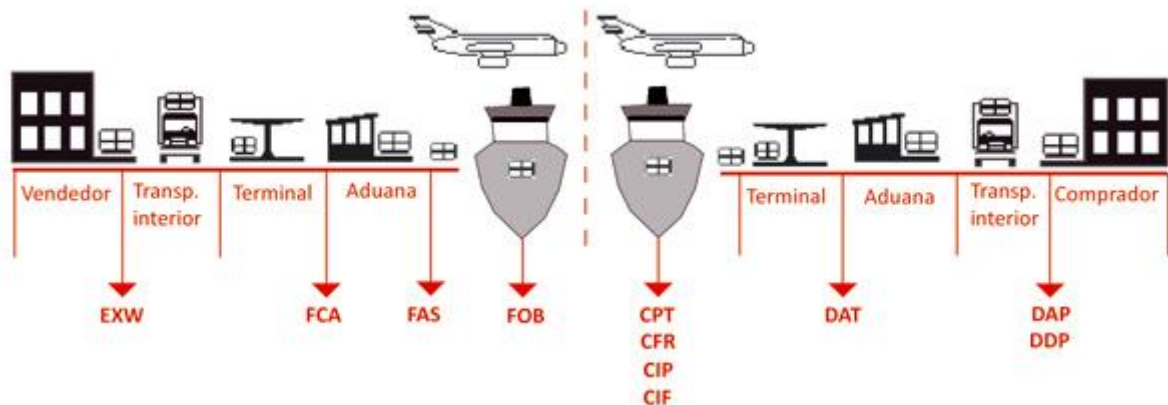 Vendedor
Transp.
interior
Terminal
Aduana
Terminal
Aduana
Transp.
interior
Comprador
EXW
FCA
FAS
FOB
CPT
CFR
CIP
CIF
DAT
DAP
DDP